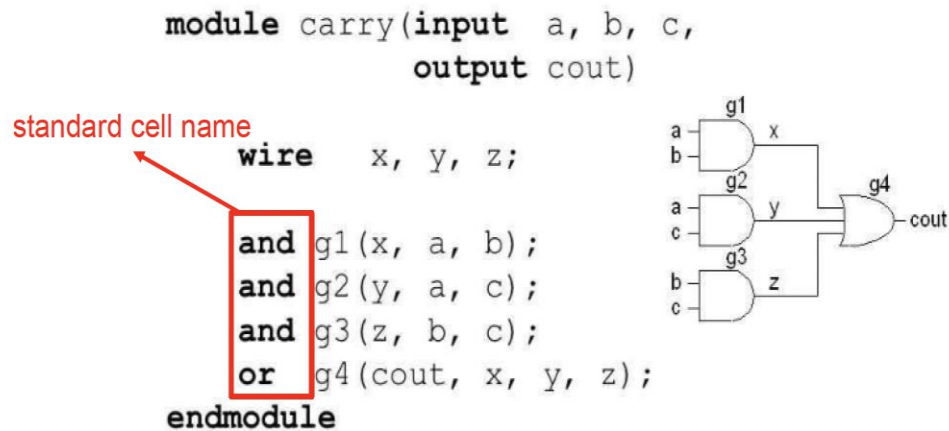 module carry(input a, b, c,
output cout)
standard cell name
wire x, y, z;
and g1(x, a, b);
and g2(y, a, c);
and g3(z, b, c);
or g4(cout, x, y, z);
endmodule
g1
a
x
b
g2
g4
a
y
cout
c
g3
b
z
c